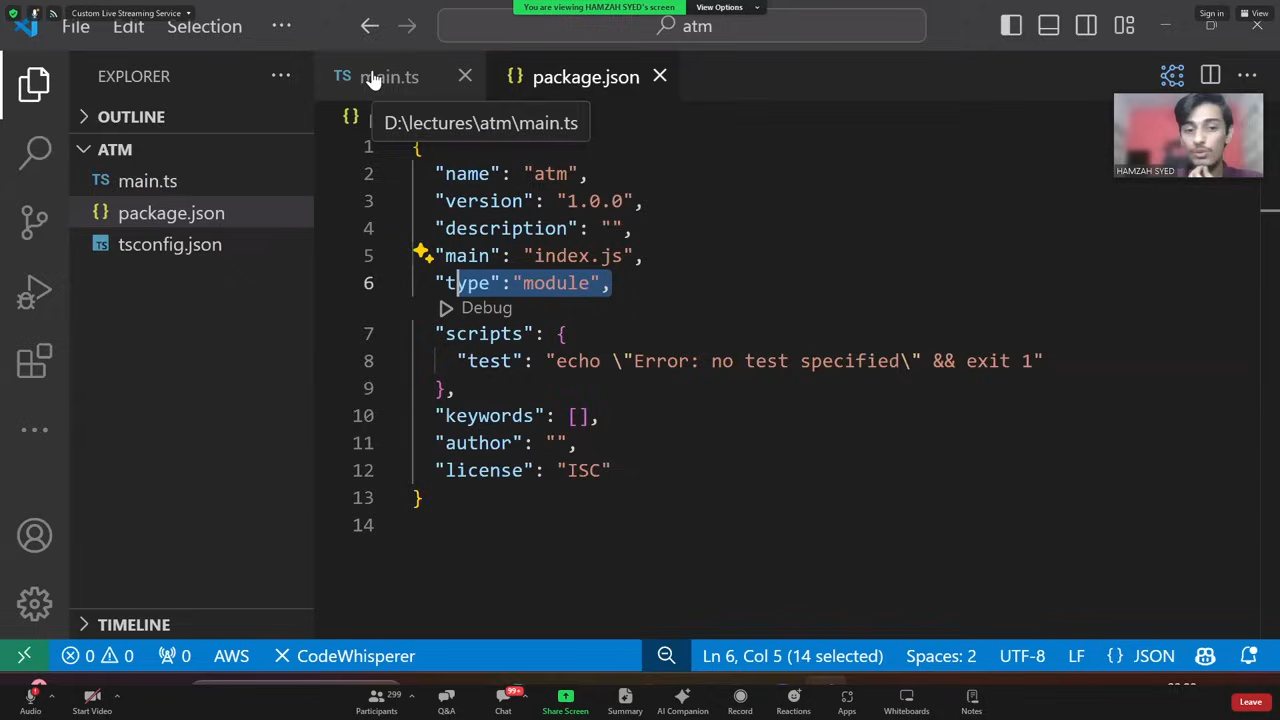 Custom Live Streaming Service
You are viewing HAMZAH SYED's screen
View Options
Sign in
View
File
Edit
Selection
atm
EXPLORER
OUTLINE
ATM
TS main.ts
{} package.json
TS tsconfig.json
TIMELINE
TS main.ts
{} package.json
{}
D:\lectures\atm\main.ts
HAMZAH SYED
1 {
2 "name": "atm",
3 "version": "1.0.0",
4 "description": "",
5 "main": "index.js",
6 "type":"module",
Debug
7 "scripts": {
8 "test": "echo \"Error: no test specified\" && exit 1"
9 },
10 "keywords": [],
11 "author": "",
12 "license": "ISC"
13 }
14
0 0 0 AWS CodeWhisperer Ln 6, Col 5 (14 selected) Spaces: 2 UTF-8 LF {} JSON
299
99+
Audio Start Video Participants Q&A Chat Share Screen Summary AI Companion Record Reactions Apps Whiteboards Notes Leave